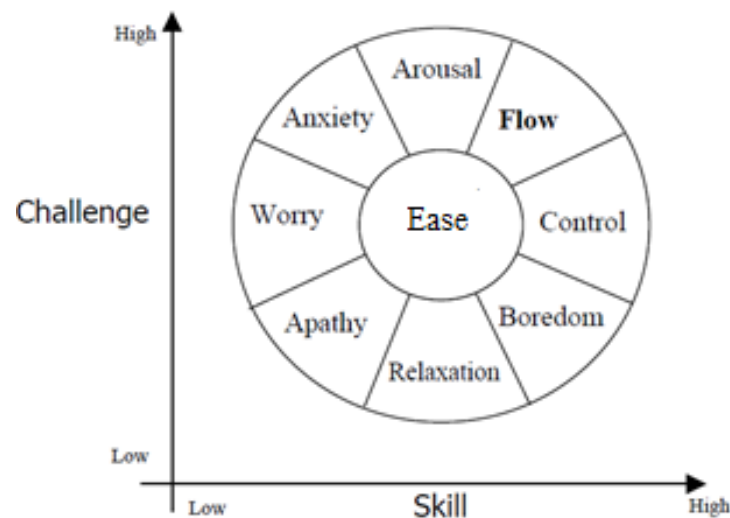 High
Arousal
Anxiety
Flow
Challenge
Worry
Ease
Control
Apathy
Boredom
Relaxation
Low
Low
Skill
High